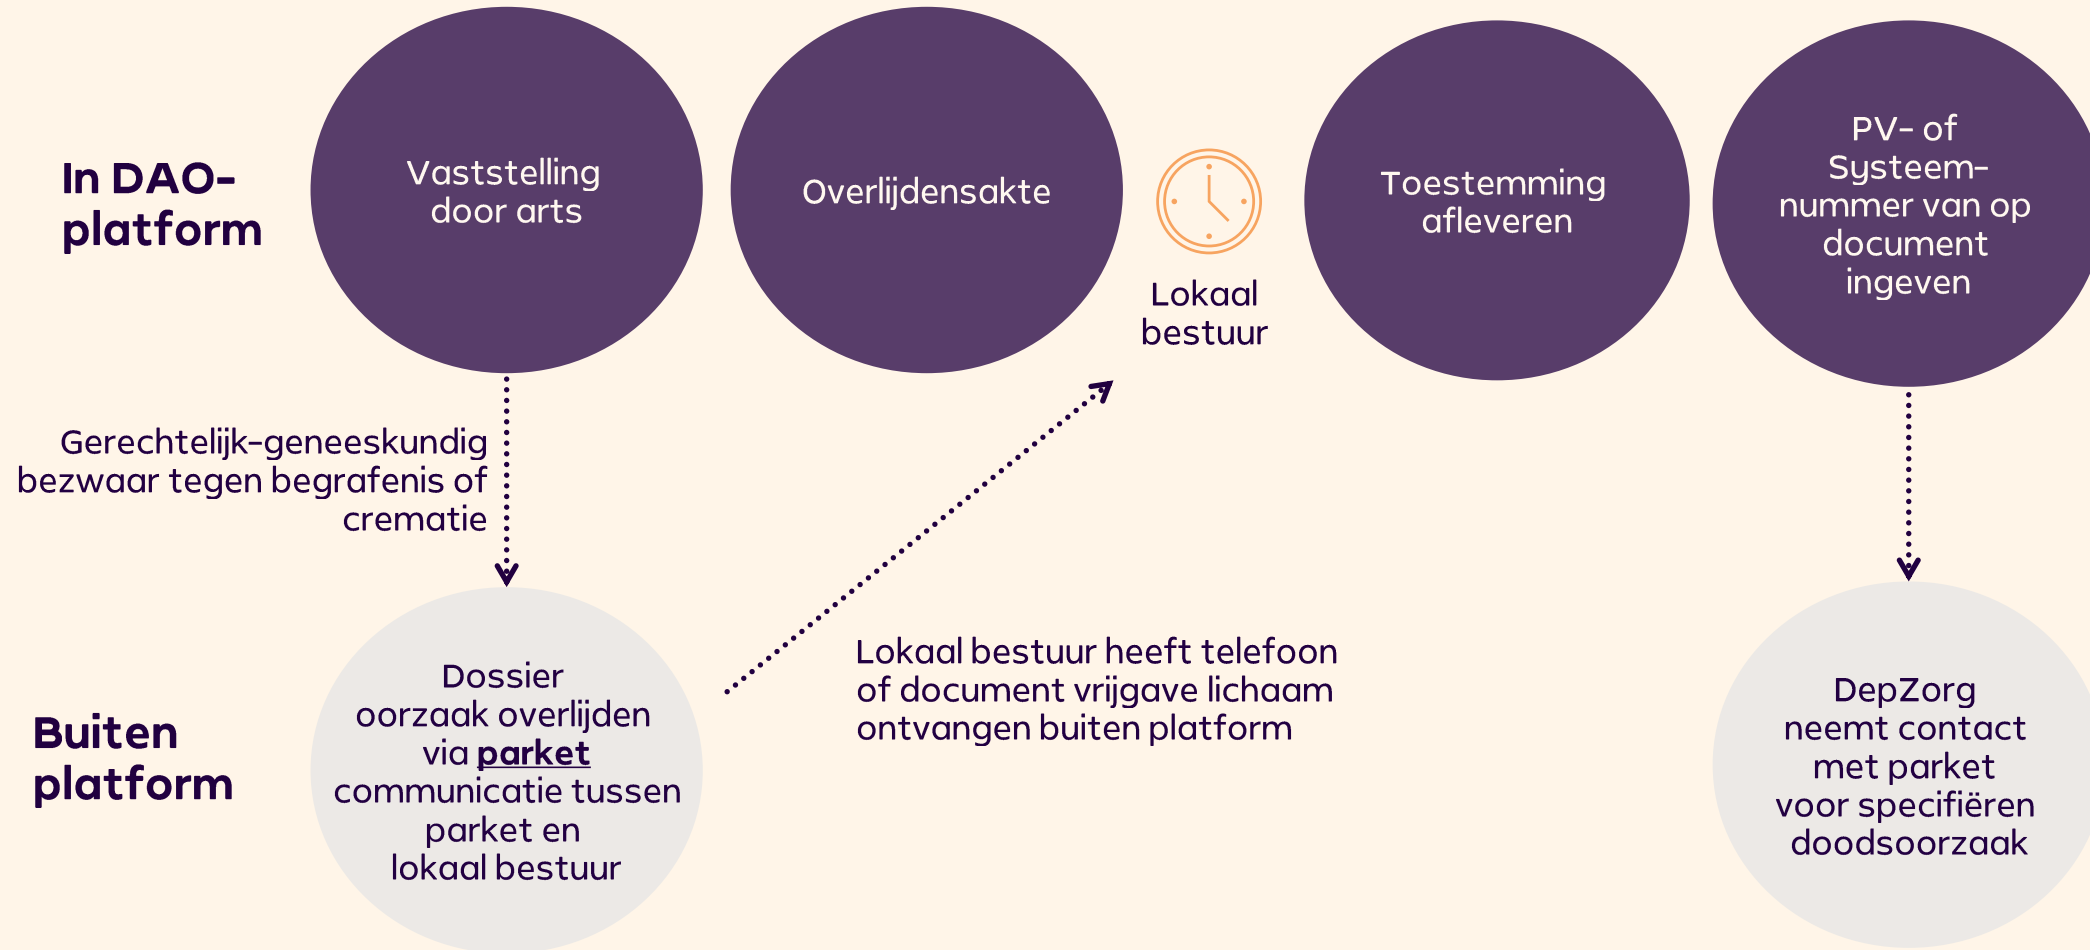 In DAO-
platform
Vaststelling
door arts
Overlijdensakte
Lokaal
bestuur
Toestemming
afleveren
PV- of
Systeem-
nummer van op
document
ingeven
Gerechtelijk-geneeskundig
bezwaar tegen begrafenis of
crematie
Buiten
platform
Dossier
oorzaak overlijden
via parket
communicatie tussen
parket en
lokaal bestuur
Lokaal bestuur heeft telefoon
of document vrijgave lichaam
ontvangen buiten platform
DepZorg
neemt contact
met parket
voor specifiëren
doodsoorzaak